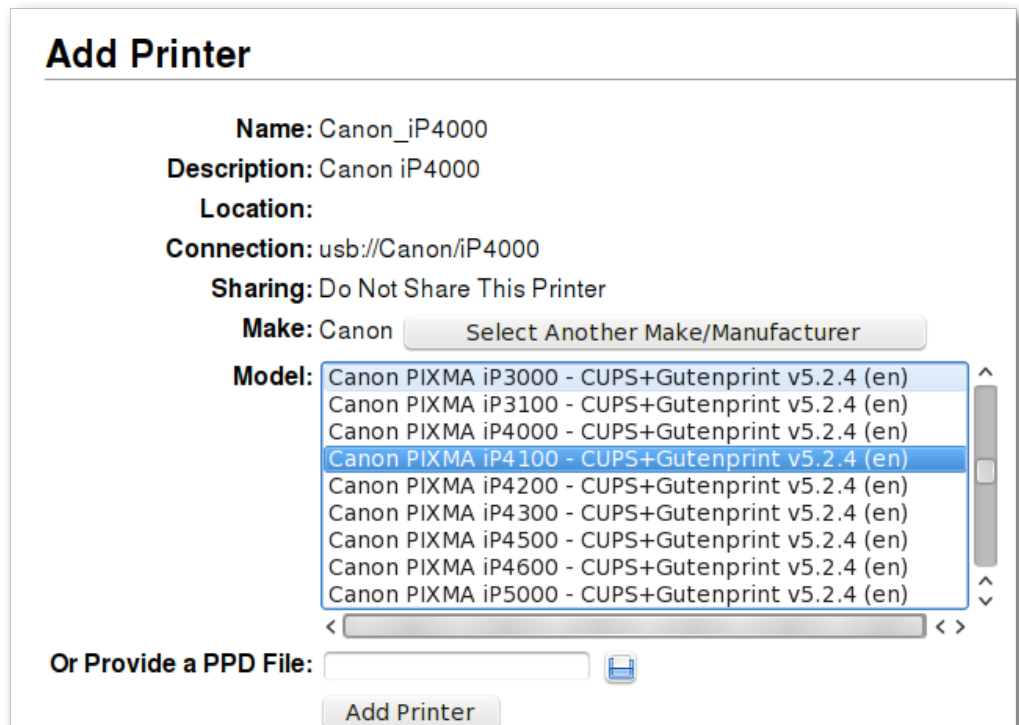 Add Printer
Name: Canon_iP4000
Description: Canon iP4000
Location:
Connection: usb://Canon/iP4000
Sharing: Do Not Share This Printer
Make: Canon Select Another Make/Manufacturer
Model: Canon PIXMA iP3000 - CUPS+Gutenprint v5.2.4 (en)
Canon PIXMA iP3100 - CUPS+Gutenprint v5.2.4 (en)
Canon PIXMA iP4000 - CUPS+Gutenprint v5.2.4 (en)
Canon PIXMA iP4100 - CUPS+Gutenprint v5.2.4 (en)
Canon PIXMA iP4200 - CUPS+Gutenprint v5.2.4 (en)
Canon PIXMA iP4300 - CUPS+Gutenprint v5.2.4 (en)
Canon PIXMA iP4500 - CUPS+Gutenprint v5.2.4 (en)
Canon PIXMA iP4600 - CUPS+Gutenprint v5.2.4 (en)
Canon PIXMA iP5000 - CUPS+Gutenprint v5.2.4 (en)
Or Provide a PPD File:
Add Printer